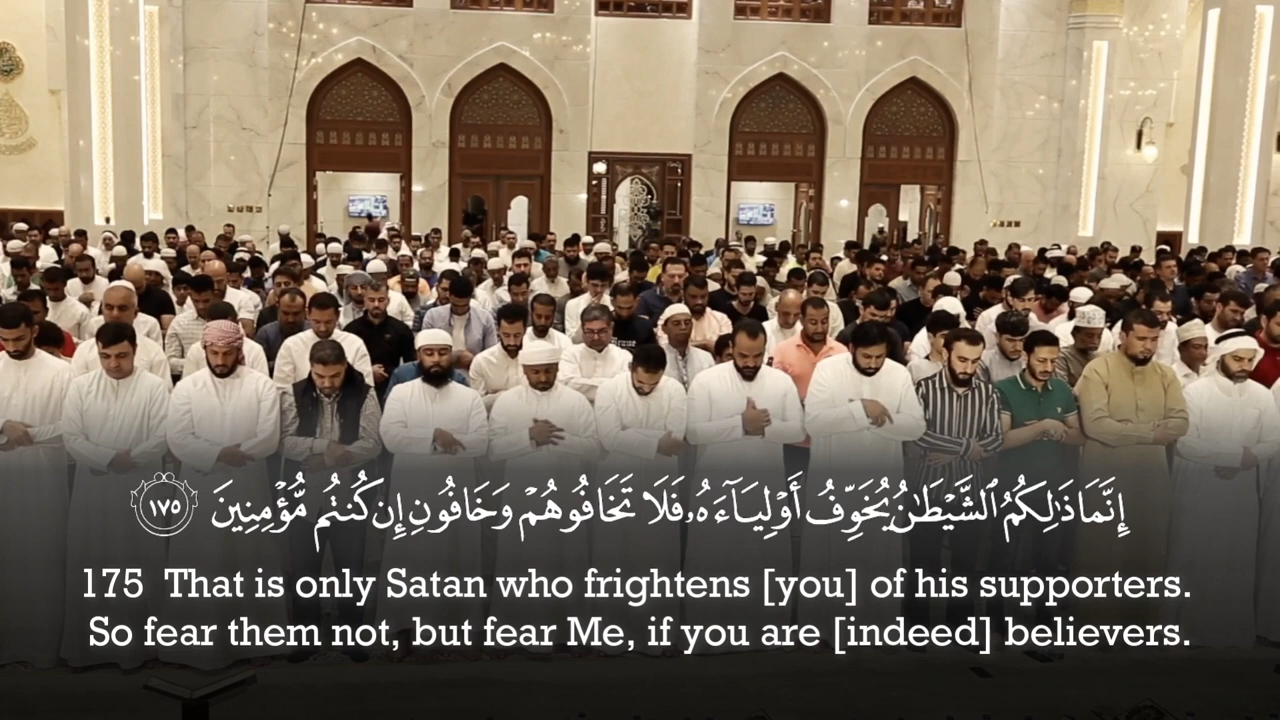 إِنَّمَا ذَٰلِكُمُ ٱلشَّيْطَـٰنُ يُخَوِّفُ أَوْلِيَآءَهُۥ فَلَا تَخَافُوهُمْ وَخَافُونِ إِن كُنتُم مُّؤْمِنِينَ ١٧٥
175 That is only Satan who frightens [you] of his supporters.
So fear them not, but fear Me, if you are [indeed] believers.